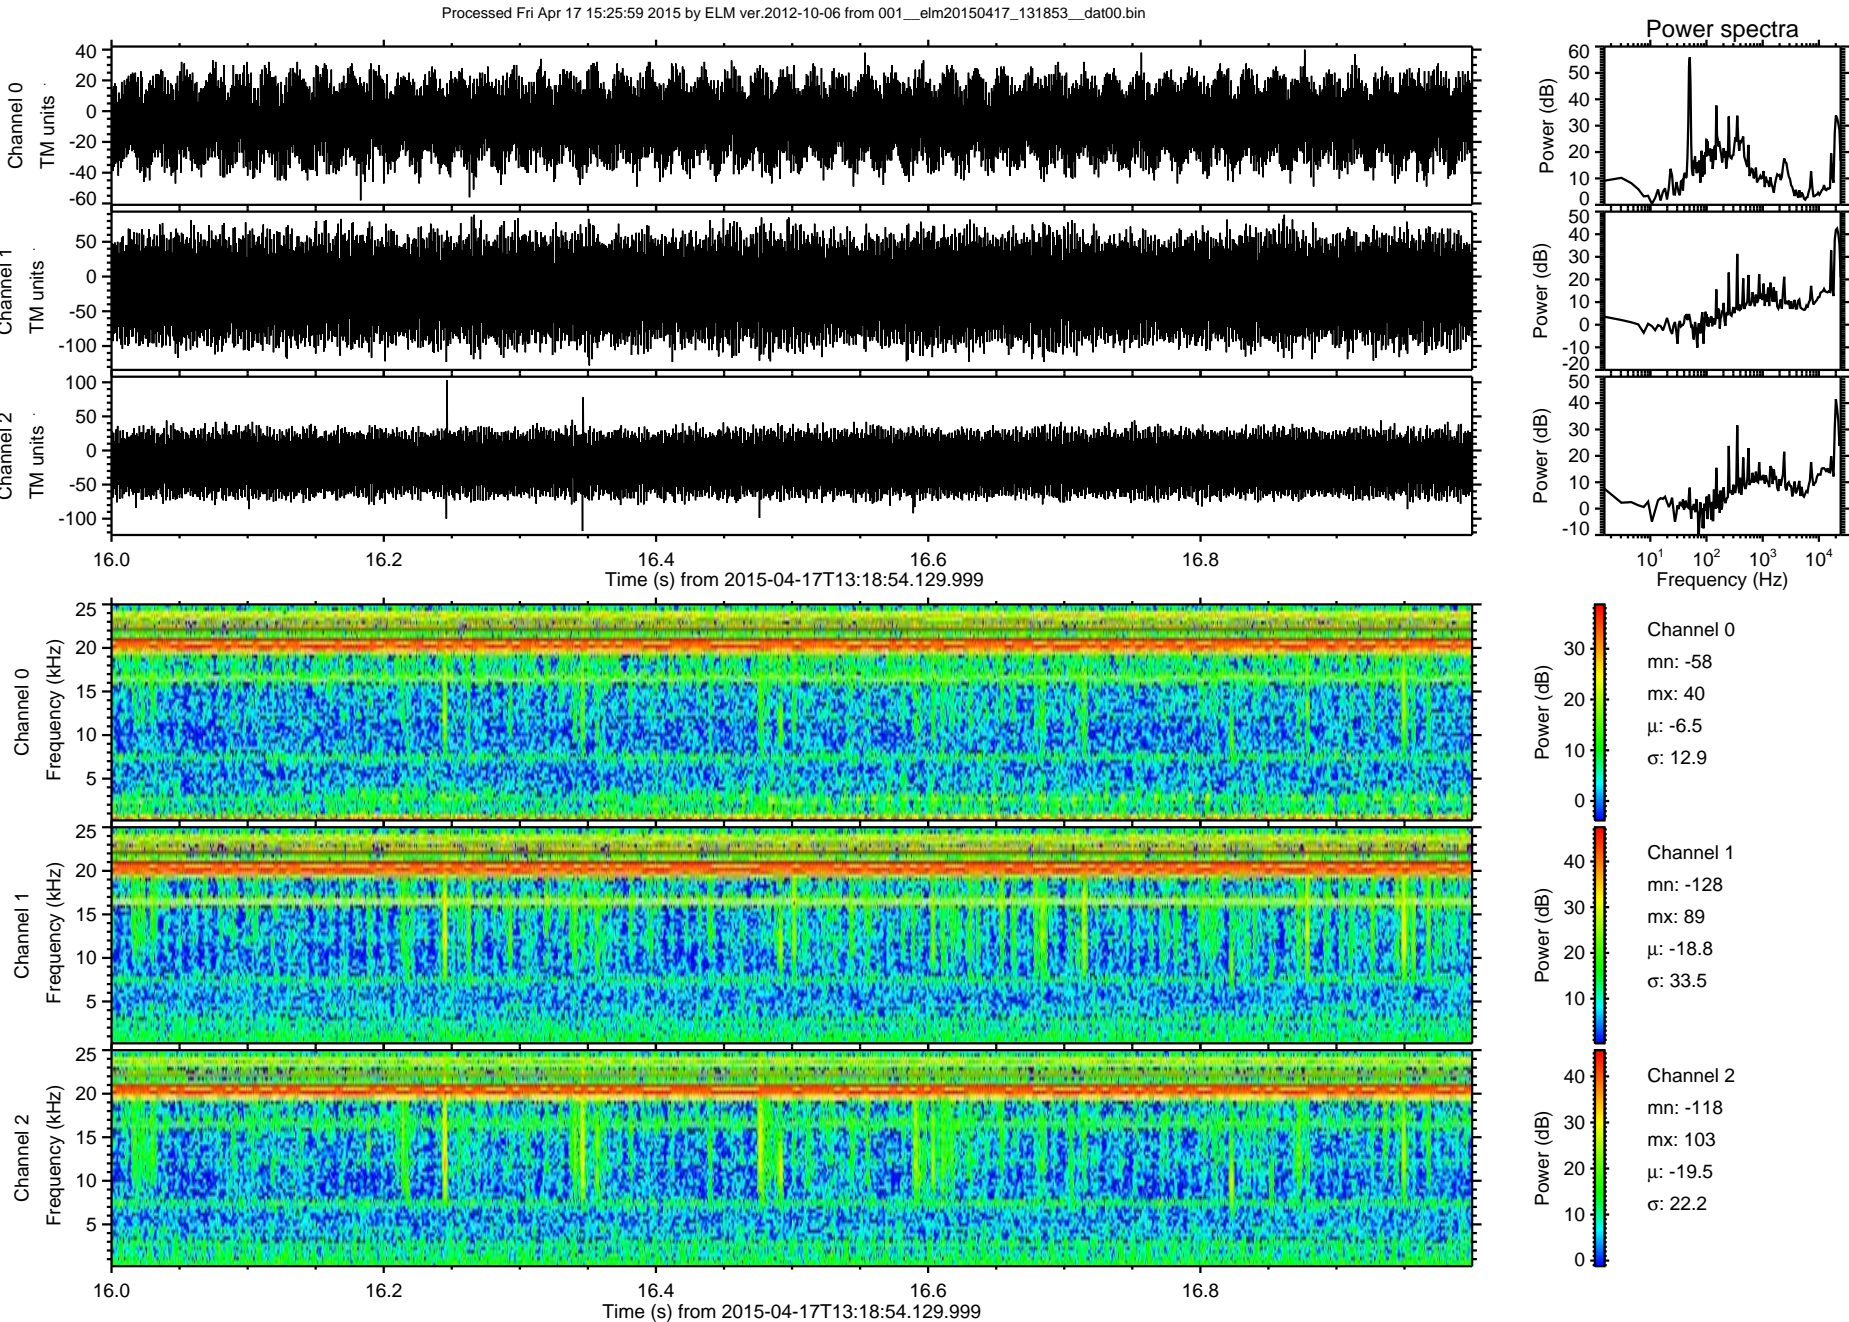 Processed Fri Apr 17 15:25:59 2015 by ELM ver.2012-10-06 from 001__elm20150417_131853__dat00.bin
Power spectra
Channel 0
TM units
40
20
0
-20
-40
-60
Power (dB)
60
50
40
30
20
10
0
Channel 1
TM units
50
0
-50
-100
Power (dB)
50
40
30
20
10
0
-10
-20
Channel 2
TM units
100
50
0
-50
-100
Power (dB)
50
40
30
20
10
0
-10
16.0 16.2 16.4 16.6 16.8
Time (s) from 2015-04-17T13:18:54.129.999
10¹ 10² 10³ 10⁴
Frequency (Hz)
Channel 0
Frequency (kHz)
25
20
15
10
5
Power (dB)
30
20
10
0
Channel 0
mn: -58
mx: 40
μ: -6.5
σ: 12.9
Channel 1
Frequency (kHz)
25
20
15
10
5
Power (dB)
40
30
20
10
Channel 1
mn: -128
mx: 89
μ: -18.8
σ: 33.5
Channel 2
Frequency (kHz)
25
20
15
10
5
Power (dB)
40
30
20
10
0
Channel 2
mn: -118
mx: 103
μ: -19.5
σ: 22.2
16.0 16.2 16.4 16.6 16.8
Time (s) from 2015-04-17T13:18:54.129.999